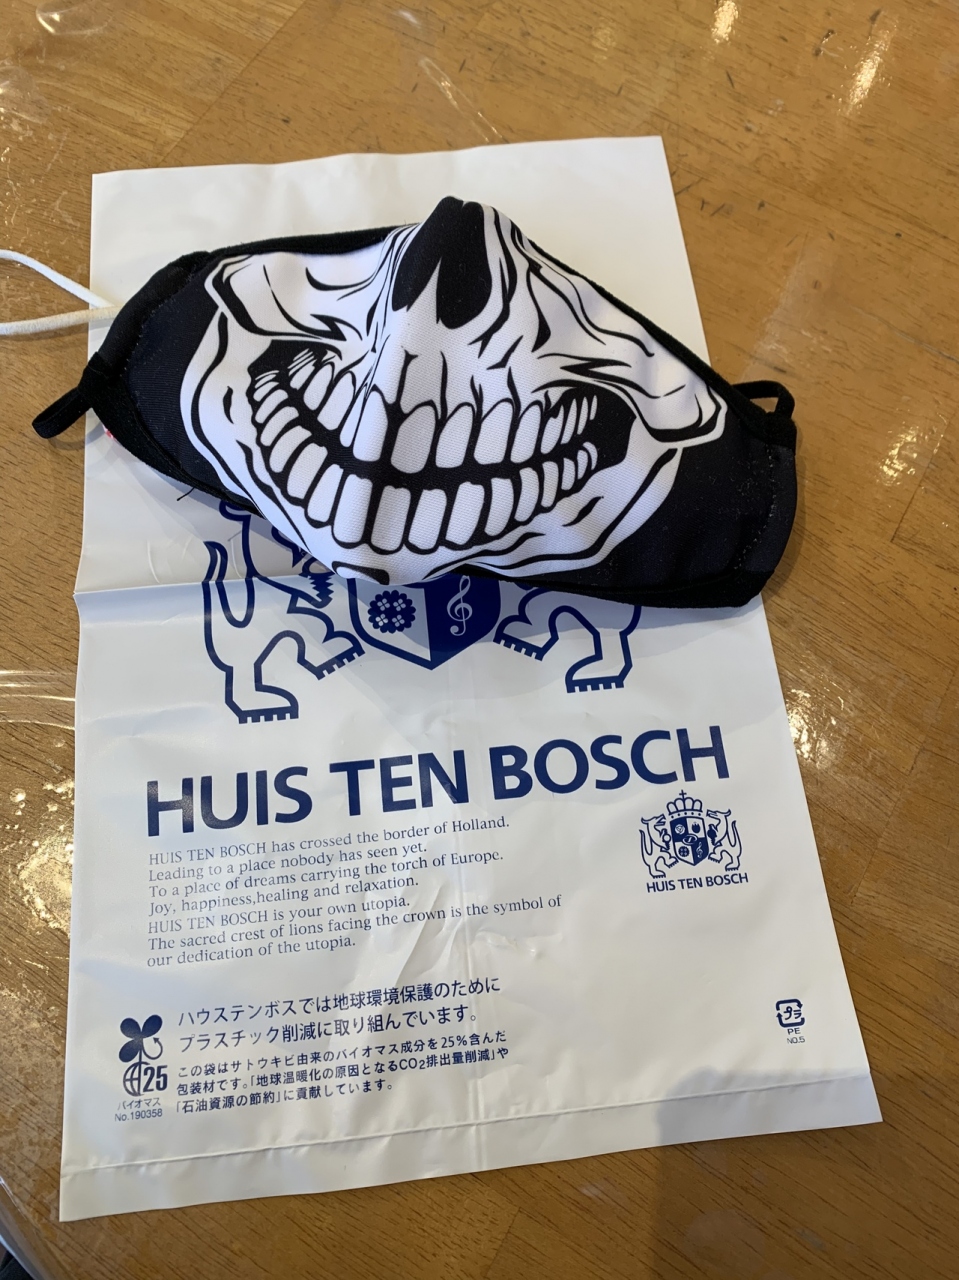 HUIS TEN BOSCH
HUIS TEN BOSCH has crossed the border of Holland.
Leading to a place nobody has seen yet.
To a place of dreams carrying the torch of Europe.
Joy, happiness,healing and relaxation.
HUIS TEN BOSCH is your own utopia.
The sacred crest of lions facing the crown is the symbol of
our dedication of the utopia.
HUIS TEN BOSCH
ハウステンボスでは地球環境保護のために
プラスチック削減に取り組んでいます。
この袋はサトウキビ由来のバイオマス成分を25%含んだ
包装材です。「地球温暖化の原因となるCO2排出量削減」や
「石油資源の節約」に貢献しています。
25
バイオマス
No.190358
プラ
PE
NO.5